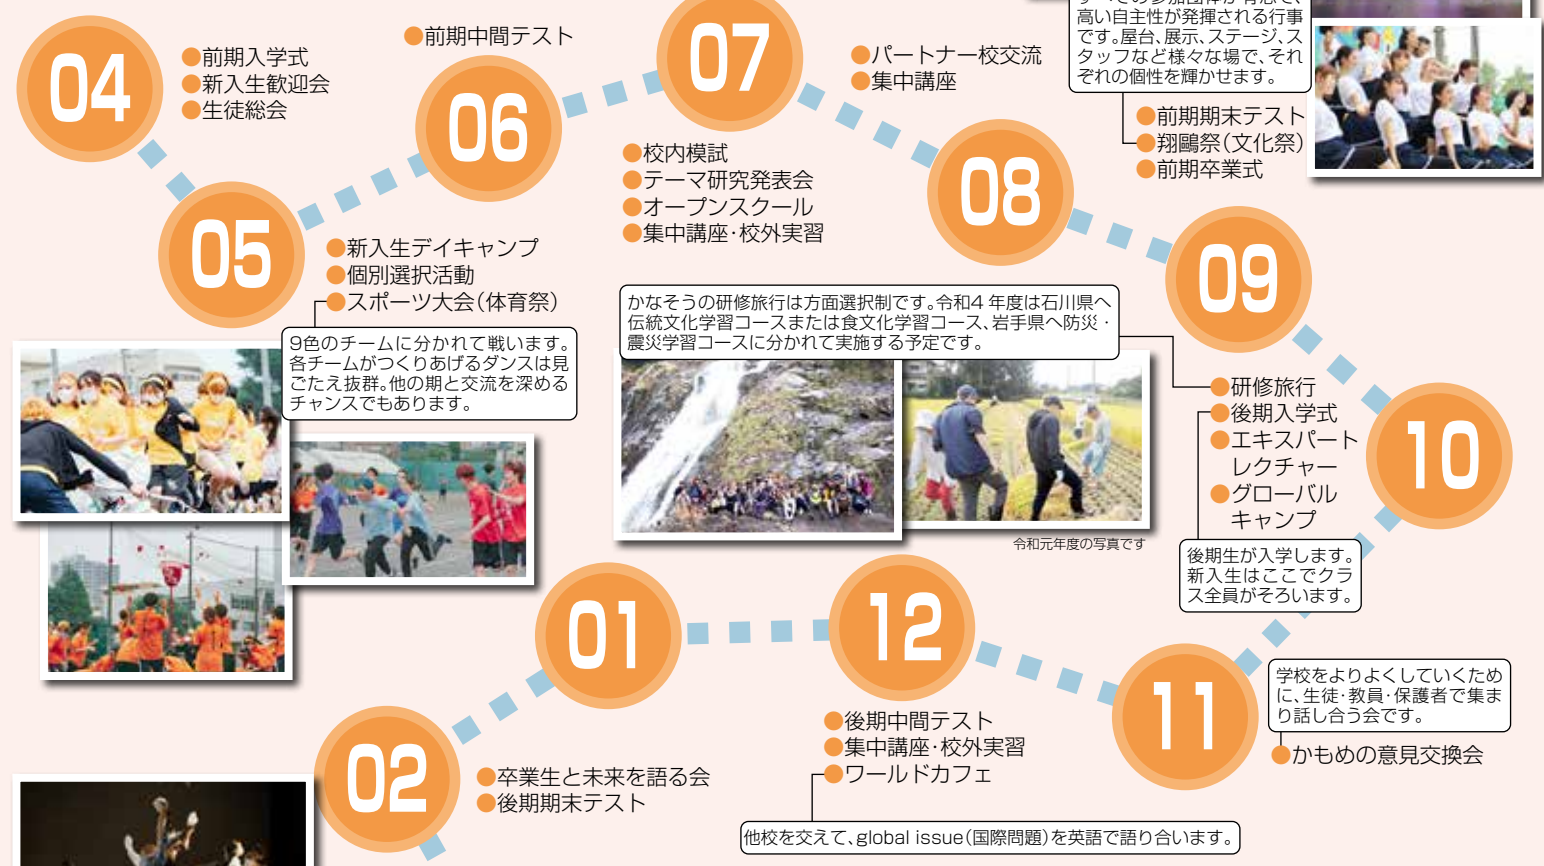 04
●前期入学式
●新入生歓迎会
●生徒総会
05
●新入生デイキャンプ
●個別選択活動
●スポーツ大会(体育祭)
9色のチームに分かれて戦います。
各チームがつくりあげるダンスは見
ごたえ抜群。他の期と交流を深める
チャンスでもあります。
●前期中間テスト
06
07
●校内模試
●テーマ研究発表会
●オープンスクール
●集中講座・校外実習
●パートナー校交流
●集中講座
08
高い自主性が発揮される行事
です。屋台、展示、ステージ、ス
タッフなど様々な場で、それ
ぞれの個性を輝かせます。
●前期期末テスト
●翔鷗祭(文化祭)
●前期卒業式
09
かなそうの研修旅行は方面選択制です。令和4 年度は石川県へ
伝統文化学習コースまたは食文化学習コース、岩手県へ防災・
震災学習コースに分かれて実施する予定です。
令和元年度の写真です
●研修旅行
●後期入学式
●エキスパート
レクチャー
●グローバル
キャンプ
10
後期生が入学します。
新入生はここでクラ
ス全員がそろいます。
11
学校をよりよくしていくため
に、生徒・教員・保護者で集ま
り話し合う会です。
●かもめの意見交換会
12
●後期中間テスト
●集中講座・校外実習
●ワールドカフェ
他校を交えて、global issue(国際問題)を英語で語り合います。
01
02
●卒業生と未来を語る会
●後期期末テスト